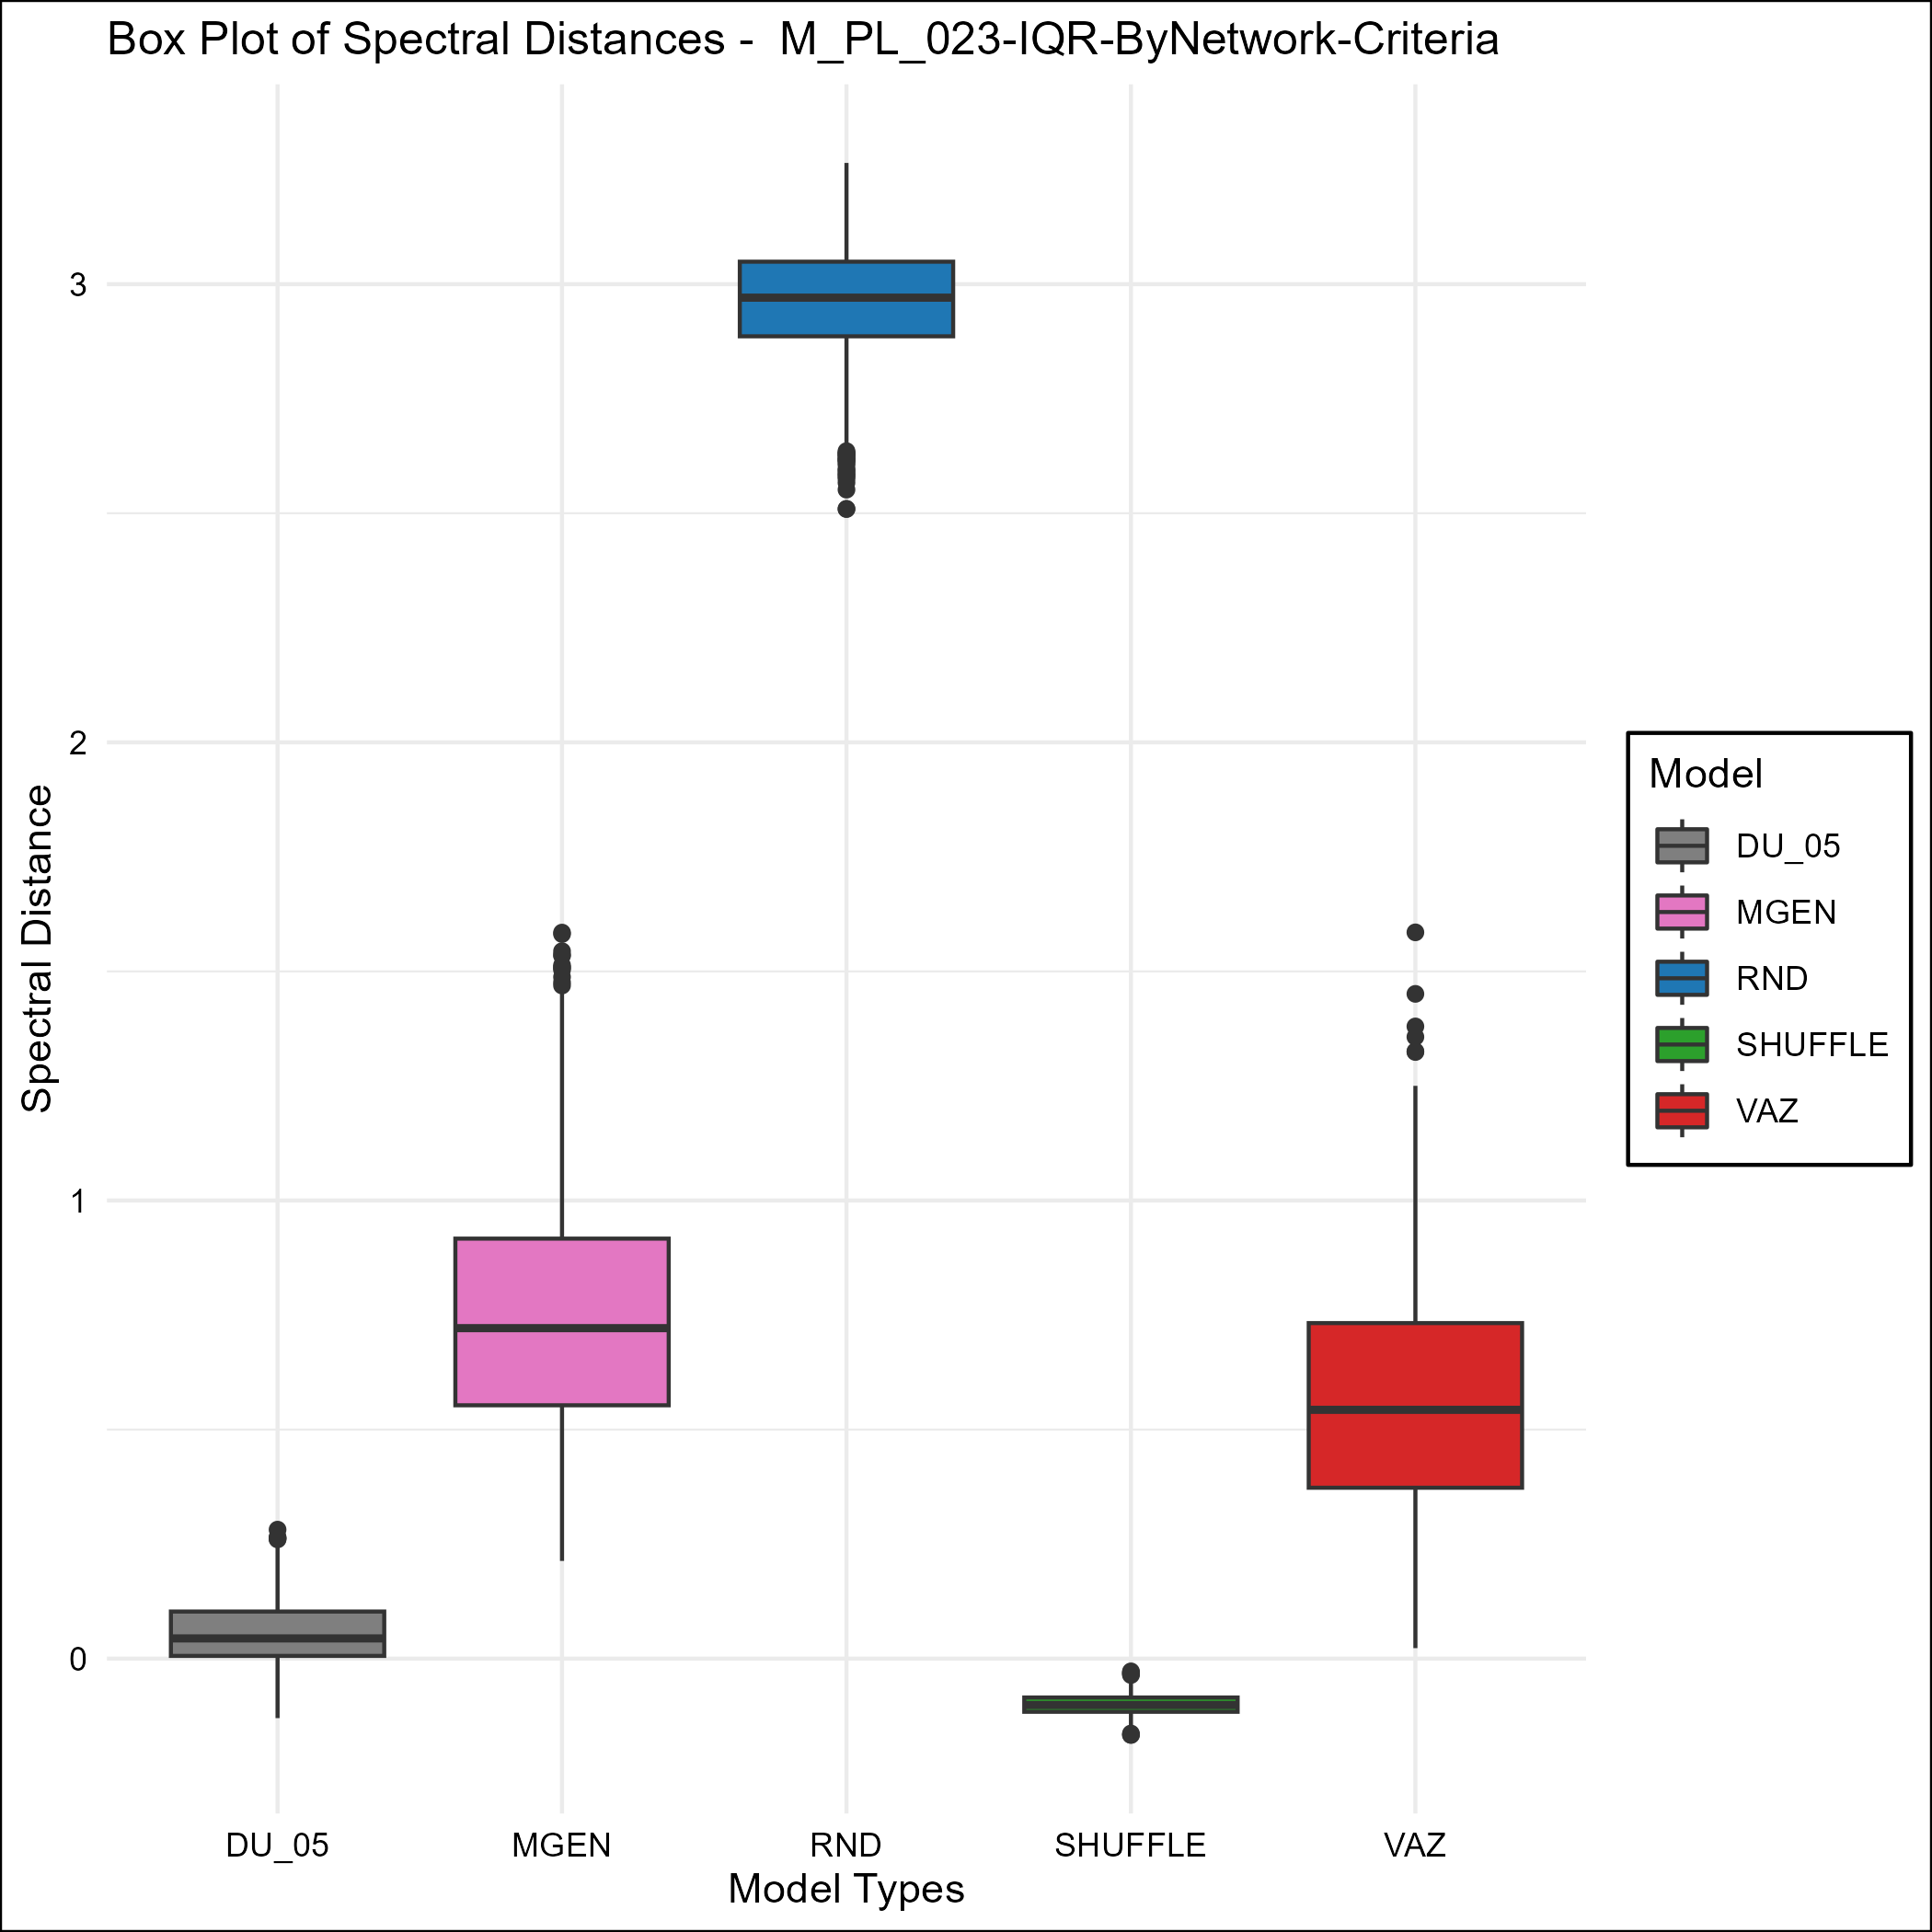 Box Plot of Spectral Distances -  M_PL_023-IQR-ByNetwork-Criteria
3
2
1
0
Spectral Distance
DU_05
MGEN
RND
SHUFFLE
VAZ
Model Types
Model
DU_05
MGEN
RND
SHUFFLE
VAZ